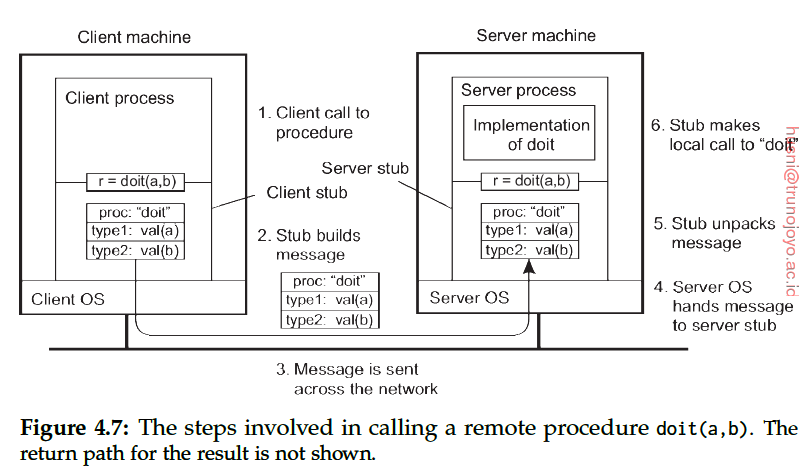 Client machine
Server machine
Client process
1. Client call to
procedure
Server process
Implementation
of doit
6. Stub makes
local call to "doit"
r = doit(a,b)
Client stub
Server stub
r = doit(a,b)
proc: "doit"
type1: val(a)
type2: val(b)
2. Stub builds
message
proc: "doit"
type1: val(a)
type2: val(b)
proc: "doit"
type1: val(a)
type2: val(b)
5. Stub unpacks
message
Client OS
Server OS
4. Server OS
hands message
to server stub
3. Message is sent
across the network
husni@trunojoyo.ac.id
Figure 4.7: The steps involved in calling a remote procedure doit(a,b). The
return path for the result is not shown.